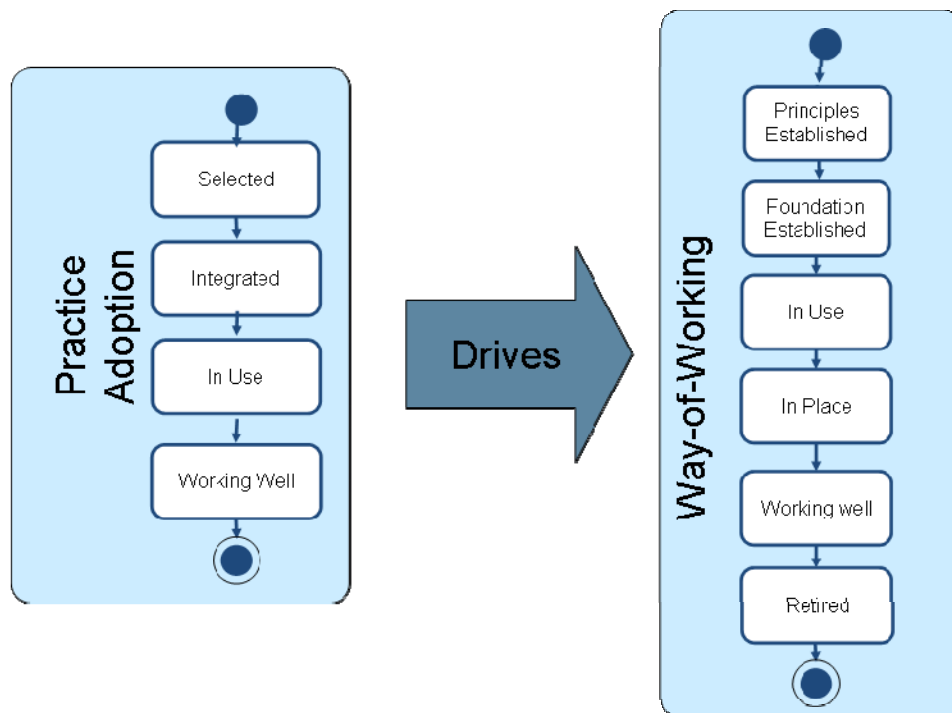 Practice
Adoption
Selected
Integrated
In Use
Working Well
Drives
Way-of-Working
Principles
Established
Foundation
Established
In Use
In Place
Working well
Retired